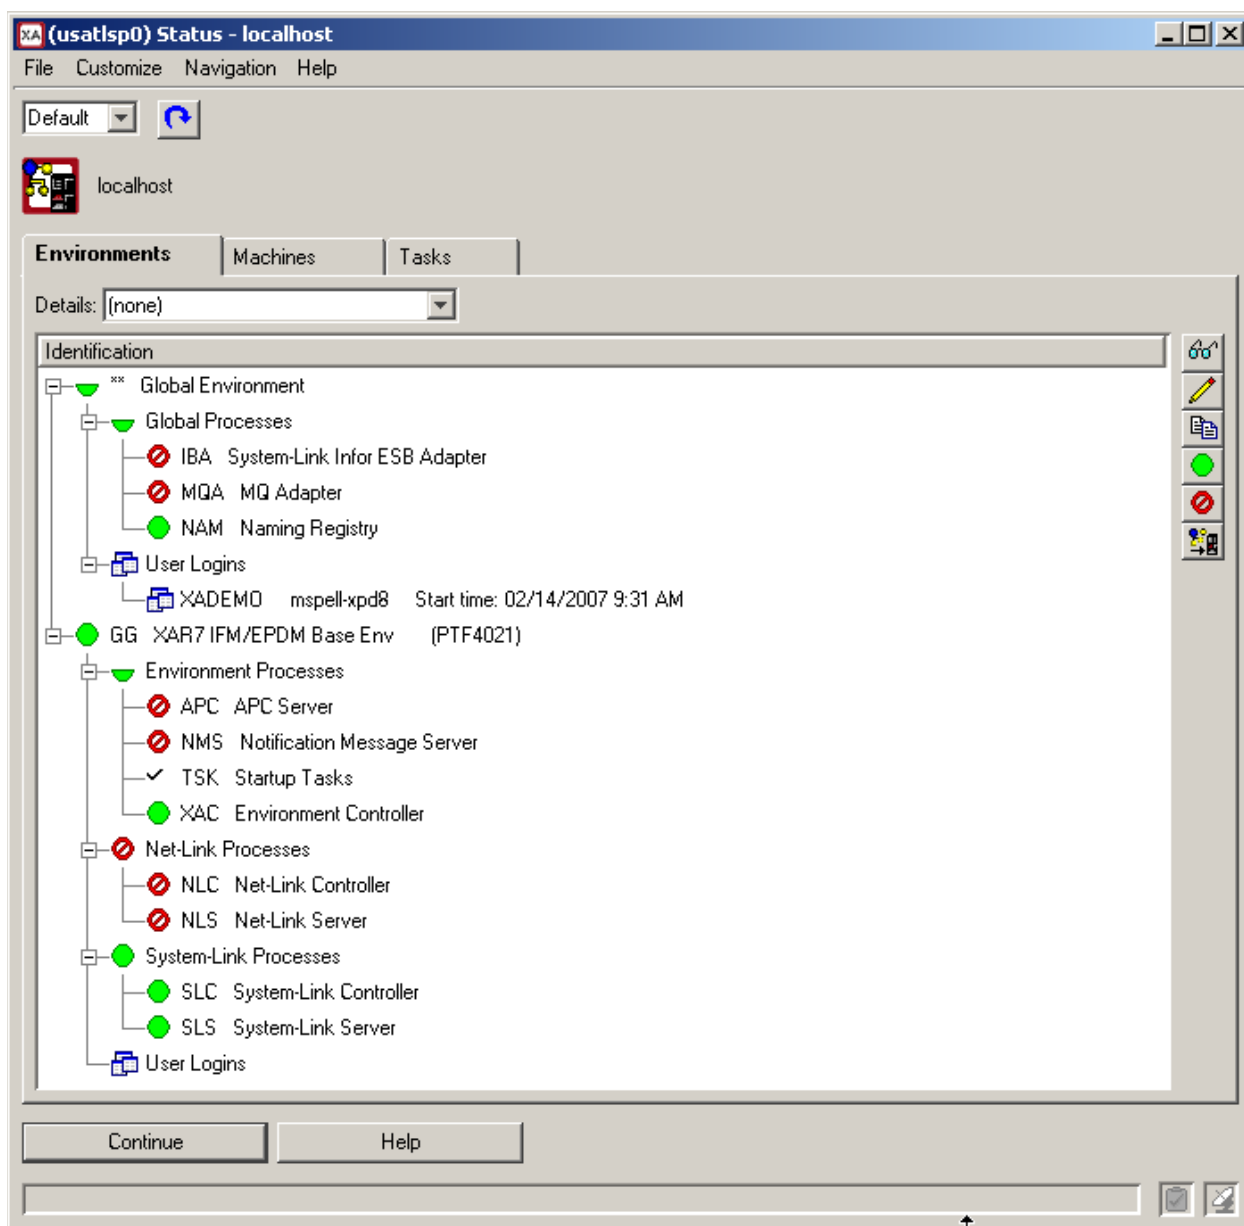 XA (usatlsp0) Status - localhost
File Customize Navigation Help
Default
localhost
Environments Machines Tasks
Details: (none)
Identification
** Global Environment
Global Processes
IBA System-Link Infor ESB Adapter
MQA MQ Adapter
NAM Naming Registry
User Logins
XADEMO mspell-xpd8 Start time: 02/14/2007 9:31 AM
GG XAR7 IFM/EPDM Base Env (PTF4021)
Environment Processes
APC APC Server
NMS Notification Message Server
TSK Startup Tasks
XAC Environment Controller
Net-Link Processes
NLC Net-Link Controller
NLS Net-Link Server
System-Link Processes
SLC System-Link Controller
SLS System-Link Server
User Logins
Continue Help